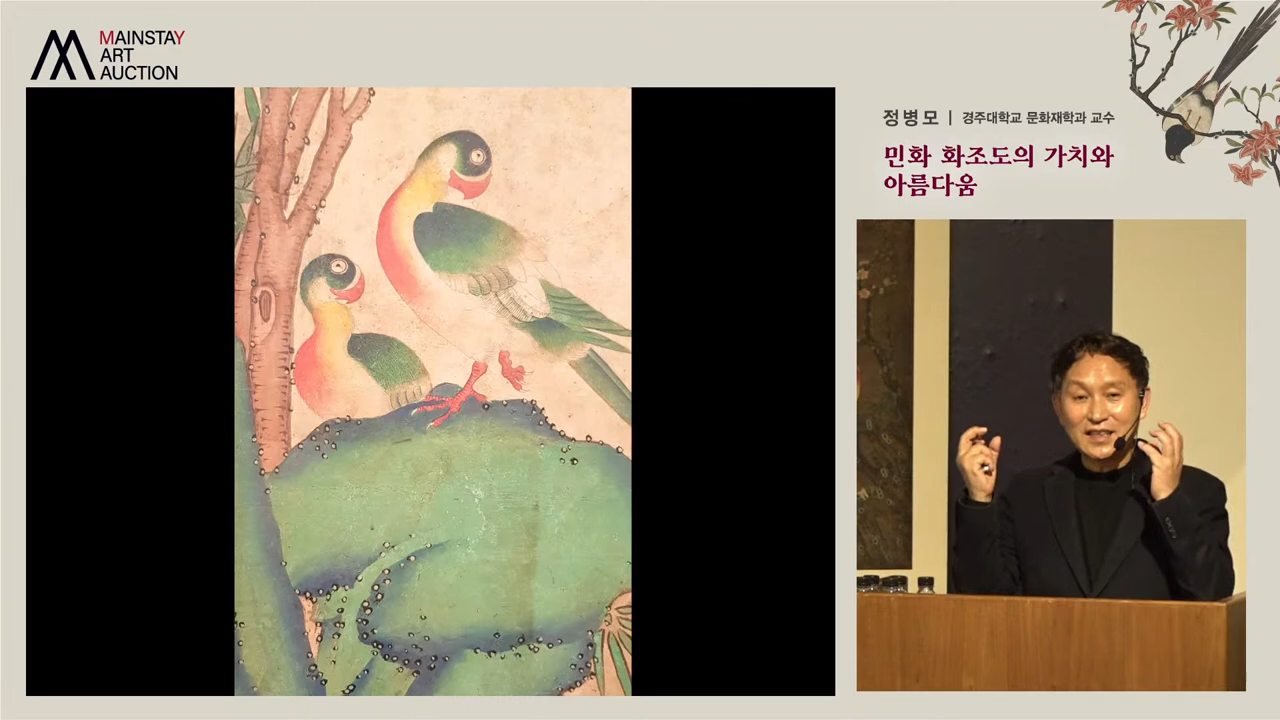 MAINSTAY
ART
AUCTION
정병모 | 경주대학교 문화재학과 교수
민화 화조도의 가치와
아름다움